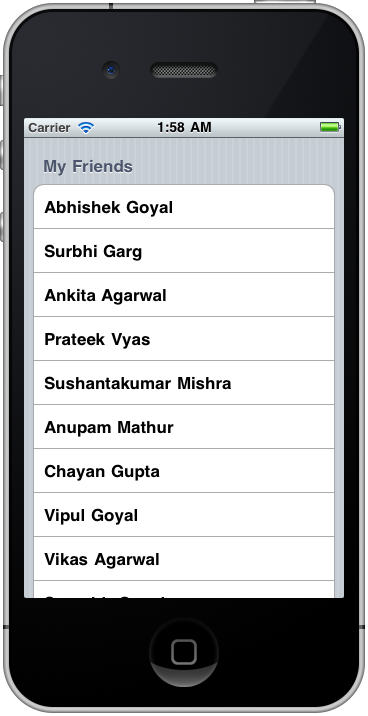 Carrier 1:58 AM
My Friends
Abhishek Goyal
Surbhi Garg
Ankita Agarwal
Prateek Vyas
Sushantakumar Mishra
Anupam Mathur
Chayan Gupta
Vipul Goyal
Vikas Agarwal